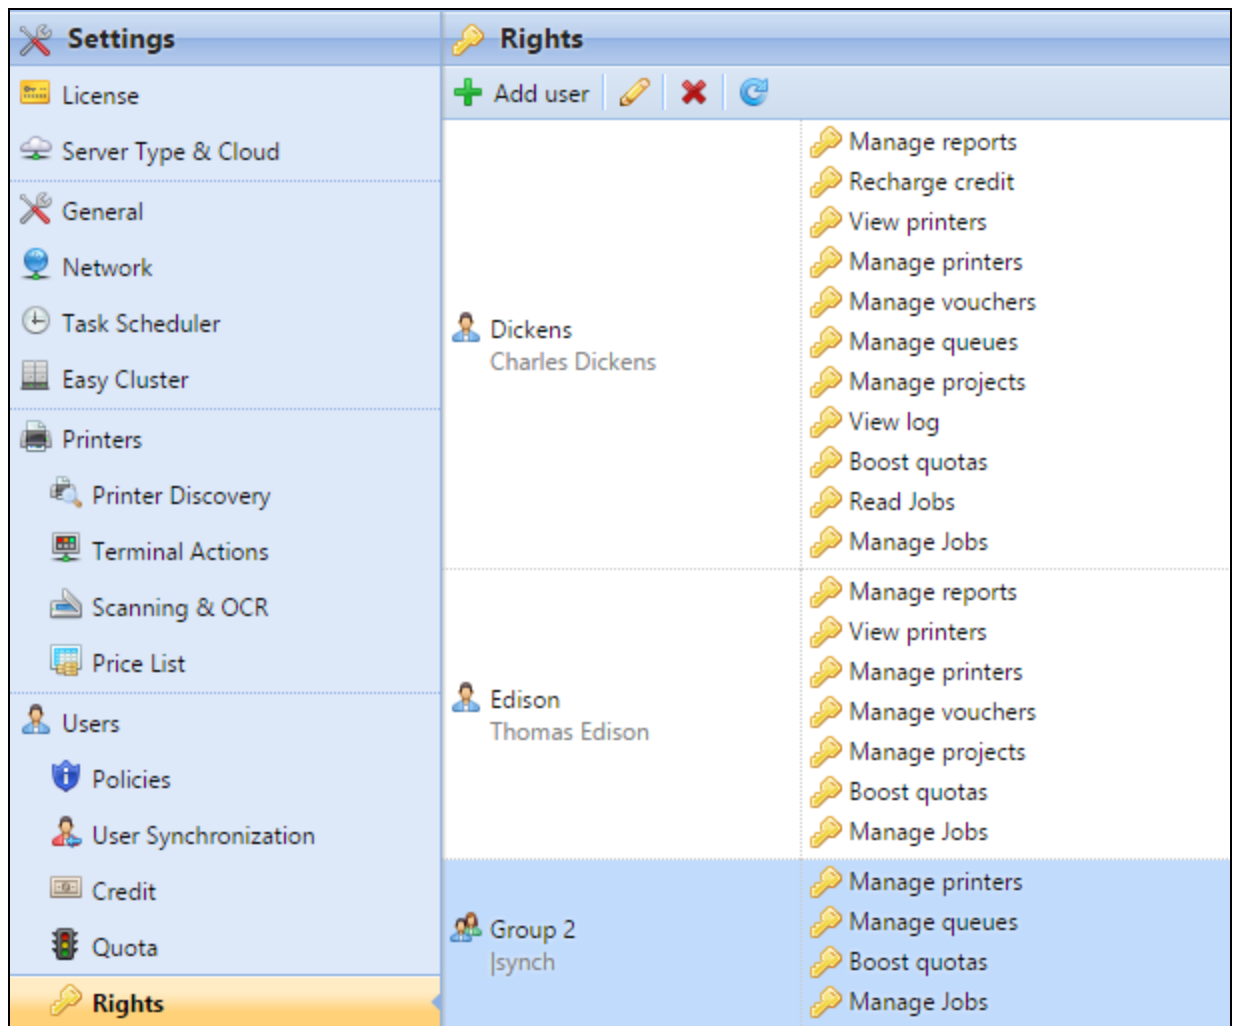 Settings
License
Server Type & Cloud
General
Network
Task Scheduler
Easy Cluster
Printers
Printer Discovery
Terminal Actions
Scanning & OCR
Price List
Users
Policies
User Synchronization
Credit
Quota
Rights
Rights
Add user
Dickens
Charles Dickens
Manage reports
Recharge credit
View printers
Manage printers
Manage vouchers
Manage queues
Manage projects
View log
Boost quotas
Read Jobs
Manage Jobs
Edison
Thomas Edison
Manage reports
View printers
Manage printers
Manage vouchers
Manage projects
Boost quotas
Manage Jobs
Group 2
|synch
Manage printers
Manage queues
Boost quotas
Manage Jobs